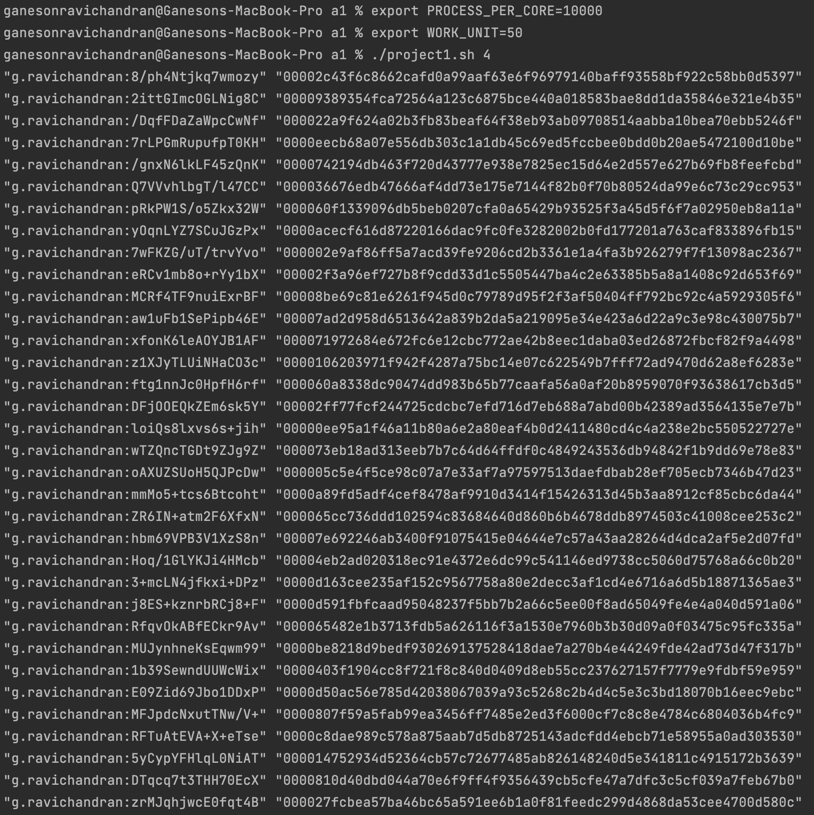 ganesonravichandran@Ganesons-MacBook-Pro a1 % export PROCESS_PER_CORE=10000
ganesonravichandran@Ganesons-MacBook-Pro a1 % export WORK_UNIT=50
ganesonravichandran@Ganesons-MacBook-Pro a1 % ./project1.sh 4
"g.ravichandran:8/ph4Ntjkq7wmozy" "00002c43f6c8662cafd0a99aaf63e6f96979140baff93558bf922c58bb0d5397"
"g.ravichandran:2ittGImcOGLNig8C" "00009389354fca72564a123c6875bce440a018583bae8dd1da35846e321e4b35"
"g.ravichandran:/DqfFDaZaWpcCwNf" "000022a9f624a02b3fb83beaf64f38eb93ab09708514aabba10bea70ebb5246f"
"g.ravichandran:7rLPGmRupufpT0KH" "0000eecb68a07e556db303c1a1db45c69ed5fccbee0bdd0b20ae5472100d10be"
"g.ravichandran:/gnxN6lkLF45zQnK" "0000742194db463f720d43777e938e7825ec15d64e2d557e627b69fb8feefcbd"
"g.ravichandran:Q7VVvhlbgT/l47CC" "000036676edb47666af4dd73e175e7144f82b0f70b80524da99e6c73c29cc953"
"g.ravichandran:pRkPW1S/o5Zkx32W" "000060f1339096db5beb0207cfa0a65429b93525f3a45d5f6f7a02950eb8a11a"
"g.ravichandran:yOqnLYZ7SCuJGzPx" "0000acecf616d87220166dac9fc0fe3282002b0fd177201a763caf833896fb15"
"g.ravichandran:7wFKZG/uT/trvYvo" "000002e9af86ff5a7acd39fe9206cd2b3361e1a4fa3b926279f7f13098ac2367"
"g.ravichandran:eRCv1mb8o+rYy1bX" "00002f3a96ef727b8f9cdd33d1c5505447ba4c2e63385b5a8a1408c92d653f69"
"g.ravichandran:MCRf4TF9nuiExrBF" "00008be69c81e6261f945d0c79789d95f2f3af50404ff792bc92c4a5929305f6"
"g.ravichandran:aw1uFb1SePipb46E" "00007ad2d958d6513642a839b2da5a219095e34e423a6d22a9c3e98c430075b7"
"g.ravichandran:xfonK6leAOYJB1AF" "000071972684e672fc6e12cbc772ae42b8eec1daba03ed26872fbcf82f9a4498"
"g.ravichandran:z1XJyTLUiNHaCO3c" "0000106203971f942f4287a75bc14e07c622549b7fff72ad9470d62a8ef6283e"
"g.ravichandran:ftg1nnJc0HpfH6rf" "000060a8338dc90474dd983b65b77caafa56a0af20b8959070f93638617cb3d5"
"g.ravichandran:DFjOOEQkZEm6sk5Y" "00002ff77fcf244725cdcbc7efd716d7eb688a7abd00b42389ad3564135e7e7b"
"g.ravichandran:loiQs8lxvs6s+jih" "00000ee95a1f46a11b80a6e2a80eaf4b0d2411480cd4c4a238e2bc550522727e"
"g.ravichandran:wTZQncTGDt9ZJg9Z" "000073eb18ad313eeb7b7c64d64ffdf0c4849243536db94842f1b9dd69e78e83"
"g.ravichandran:oAXUZSUoH5QJPcDw" "000005c5e4f5ce98c07a7e33af7a97597513daefdbab28ef705ecb7346b47d23"
"g.ravichandran:mmMo5+tcs6Btcoht" "0000a89fd5adf4cef8478af9910d3414f15426313d45b3aa8912cf85cbc6da44"
"g.ravichandran:ZR6IN+atm2F6XfxN" "000065cc736ddd102594c83684640d860b6b4678ddb8974503c41008cee253c2"
"g.ravichandran:hbm69VPB3V1XzS8n" "00007e692246ab3400f91075415e04644e7c57a43aa28264d4dca2af5e2d07fd"
"g.ravichandran:Hoq/1GlYKJi4HMcb" "00004eb2ad020318ec91e4372e6dc99c541146ed9738cc5060d75768a66c0b20"
"g.ravichandran:3+mcLN4jfkxi+DPz" "0000d163cee235af152c9567758a80e2decc3af1cd4e6716a6d5b18871365ae3"
"g.ravichandran:j8ES+kznrbRCj8+F" "0000d591fbfcaad95048237f5bb7b2a66c5ee00f8ad65049fe4e4a040d591a06"
"g.ravichandran:RfqvOkABfECkr9Av" "000065482e1b3713fdb5a626116f3a1530e7960b3b30d09a0f03475c95fc335a"
"g.ravichandran:MUJynhneKsEqwm99" "0000be8218d9bedf930269137528418dae7a270b4e44249fde42ad73d47f317b"
"g.ravichandran:1b39SewndUUWcWix" "0000403f1904cc8f721f8c840d0409d8eb55cc237627157f7779e9fdbf59e959"
"g.ravichandran:E09Zid69Jbo1DDxP" "0000d50ac56e785d42038067039a93c5268c2b4d4c5e3c3bd18070b16eec9ebc"
"g.ravichandran:MFJpdcNxutTNw/V+" "0000807f59a5fab99ea3456ff7485e2ed3f6000cf7c8c8e4784c6804036b4fc9"
"g.ravichandran:RFTuAtEVA+X+eTse" "0000c8dae989c578a875aab7d5db8725143adcfdd4ebcb71e58955a0ad303530"
"g.ravichandran:5yCypYFHlqL0NiAT" "000014752934d52364cb57c72677485ab826148240d5e341811c4915172b3639"
"g.ravichandran:DTqcq7t3THH70EcX" "0000810d40dbd044a70e6f9ff4f9356439cb5cfe47a7dfc3c5cf039a7feb67b0"
"g.ravichandran:zrMJqhjwcE0fqt4B" "000027fcbea57ba46bc65a591ee6b1a0f81feedc299d4868da53cee4700d580c"